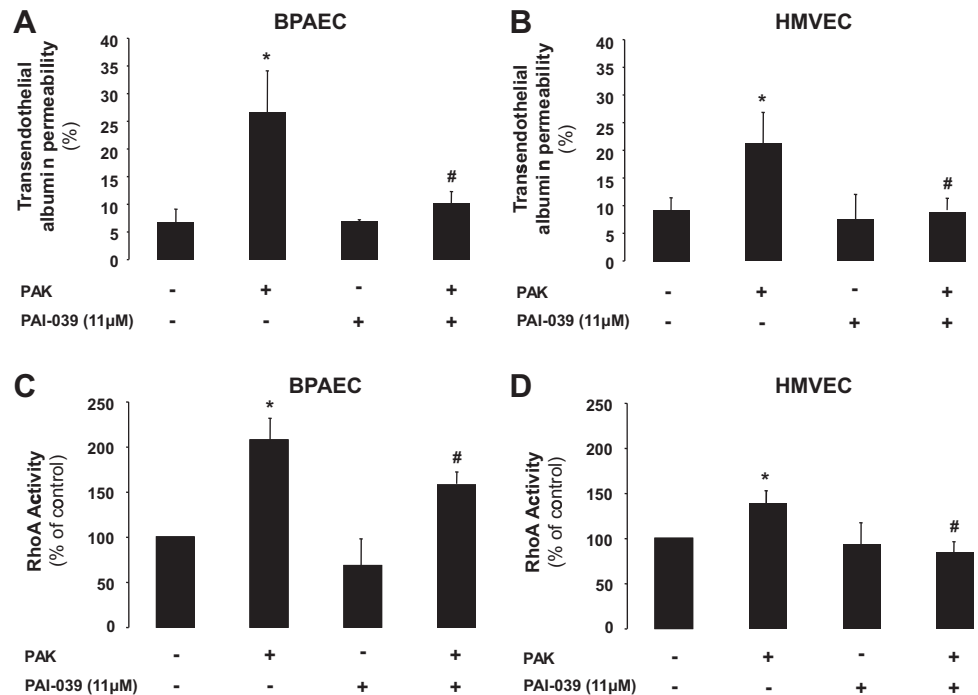 A
BPAEC
Transendothelial
albumi n permeability
(%)
40
35
30
25
20
15
10
5
0
*
#
PAK - + - +
PAI-039 (11µM) - - + +
B
HMVEC
Transendothelial
albumi n permeability
(%)
40
35
30
25
20
15
10
5
0
*
#
PAK - + - +
PAI-039 (11µM) - - + +
C
BPAEC
RhoA Activity
(% of control)
250
200
150
100
50
0
*
#
PAK - + - +
PAI-039 (11µM) - - + +
D
HMVEC
RhoA Activity
(% of control)
250
200
150
100
50
0
*
#
PAK - + - +
PAI-039 (11µM) - - + +